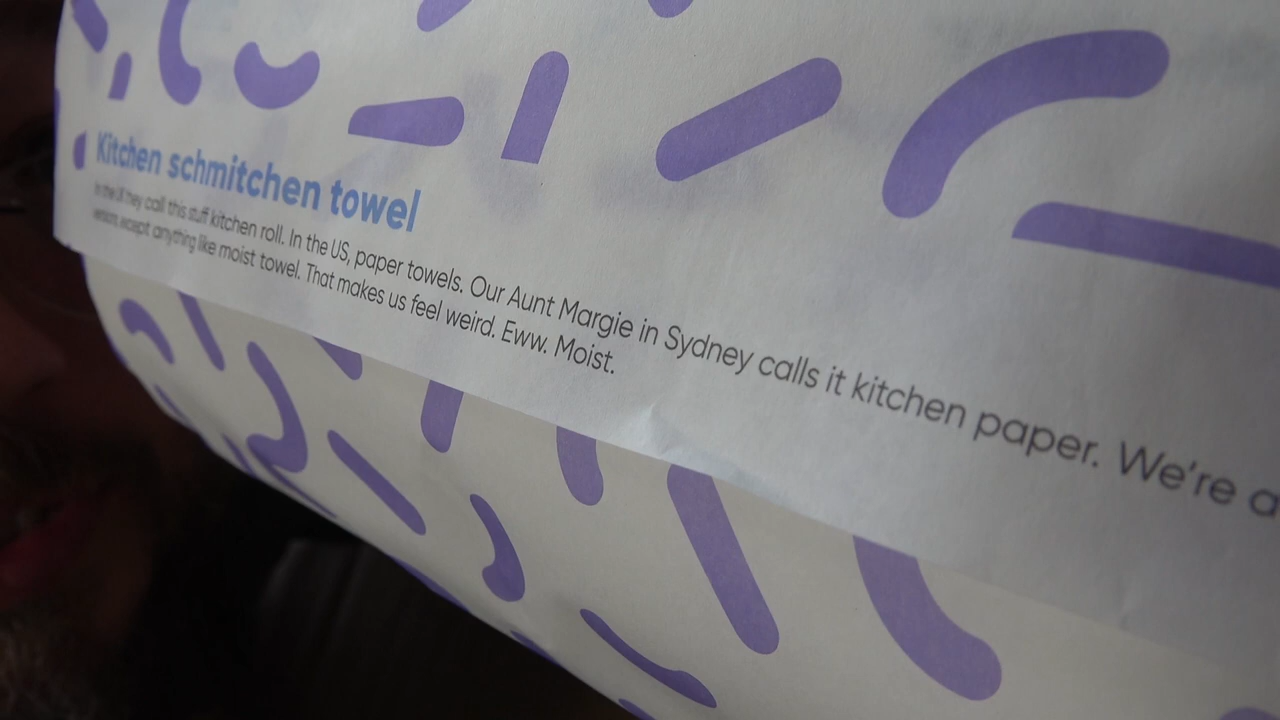 Kitchen schmitchen towel
In the UK they call this stuff kitchen roll. In the US, paper towels. Our Aunt Margie in Sydney calls it kitchen paper. We're a
versions, except anything like moist towel. That makes us feel weird. Eww. Moist.